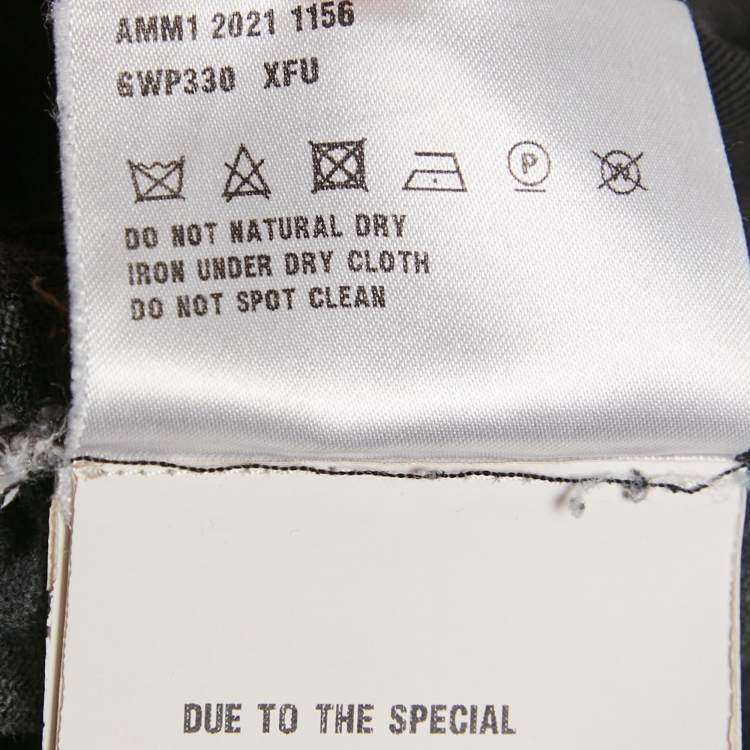 AMM1 2021 1156
6WP330 XFU
P
DO NOT NATURAL DRY
IRON UNDER DRY CLOTH
DO NOT SPOT CLEAN
DUE TO THE SPECIAL